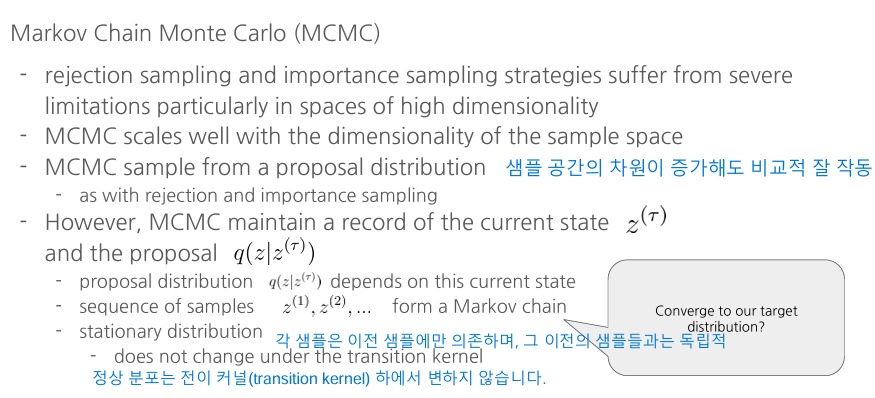 Markov Chain Monte Carlo (MCMC)
- rejection sampling and importance sampling strategies suffer from severe
limitations particularly in spaces of high dimensionality
- MCMC scales well with the dimensionality of the sample space
- MCMC sample from a proposal distribution 샘플 공간의 차원이 증가해도 비교적 잘 작동
- as with rejection and importance sampling
- However, MCMC maintain a record of the current state z^{(τ)}
and the proposal q(z|z^{(τ)})
- proposal distribution q(z|z^{(τ)}) depends on this current state
- sequence of samples z^{(1)}, z^{(2)}, ... form a Markov chain
- stationary distribution
각 샘플은 이전 샘플에만 의존하며, 그 이전의 샘플들과는 독립적
- does not change under the transition kernel
정상 분포는 전이 커널(transition kernel) 하에서 변하지 않습니다.
Converge to our target
distribution?